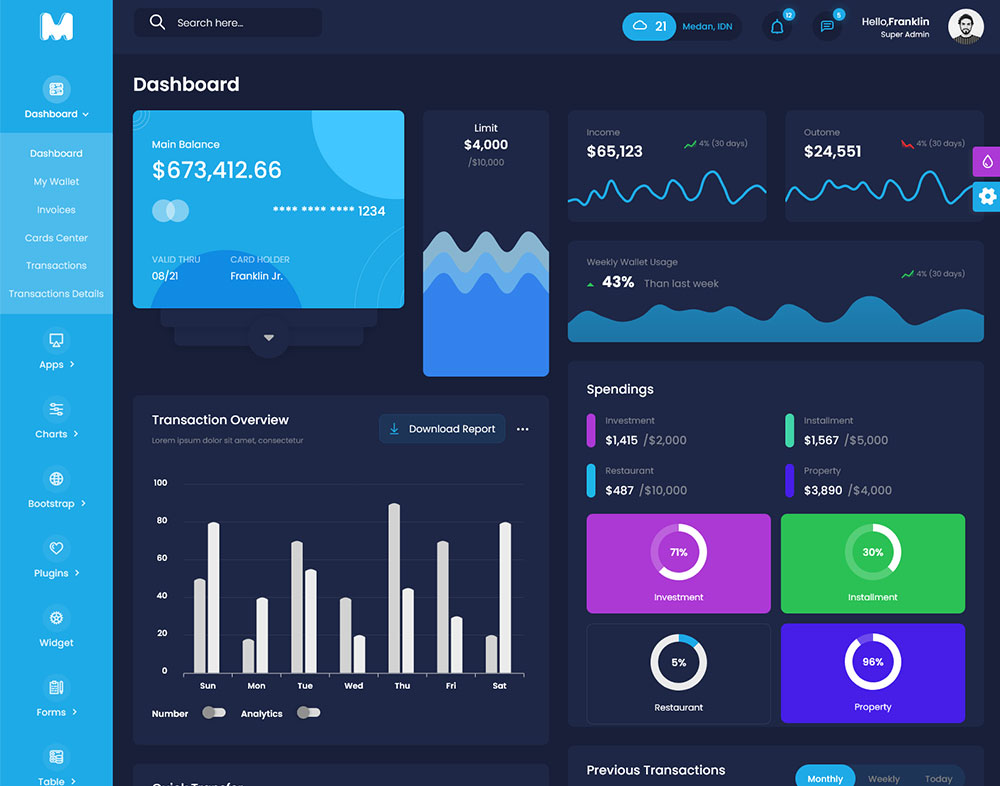 Search here...
21
Medan, IDN
12
5
Hello,Franklin
Super Admin
Dashboard
Dashboard
My Wallet
Invoices
Cards Center
Transactions
Transactions Details
Apps
Charts
Bootstrap
Plugins
Widget
Forms
Table
Dashboard
Main Balance
$673,412.66
**** **** **** 1234
VALID THRU
08/21
CARD HOLDER
Franklin Jr.
Limit
$4,000
/$10,000
Income
$65,123
4% (30 days)
Outome
$24,551
4% (30 days)
Weekly Wallet Usage
43% Than last week
4% (30 days)
Transaction Overview
Lorem ipsum dolor sit amet, consectetur
Download Report
100
80
60
40
20
0
Sun Mon Tue Wed Thu Fri Sat
Number Analytics
Spendings
Investment
$1,415 /$2,000
Installment
$1,567 /$5,000
Restaurant
$487 /$10,000
Property
$3,890 /$4,000
71%
Investment
30%
Installment
5%
Restaurant
96%
Property
Quick Transfer
Previous Transactions
Monthly Weekly Today